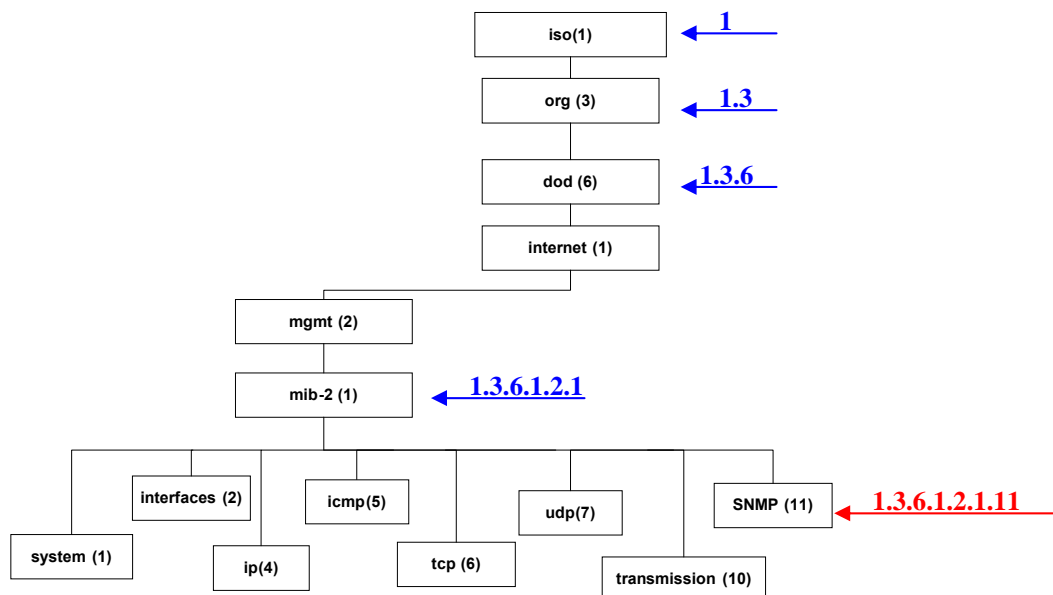 iso(1)
1
org (3)
1.3
dod (6)
1.3.6
internet (1)
mgmt (2)
mib-2 (1)
1.3.6.1.2.1
interfaces (2)
icmp(5)
udp(7)
SNMP (11)
1.3.6.1.2.1.11
system (1)
ip(4)
tcp (6)
transmission (10)